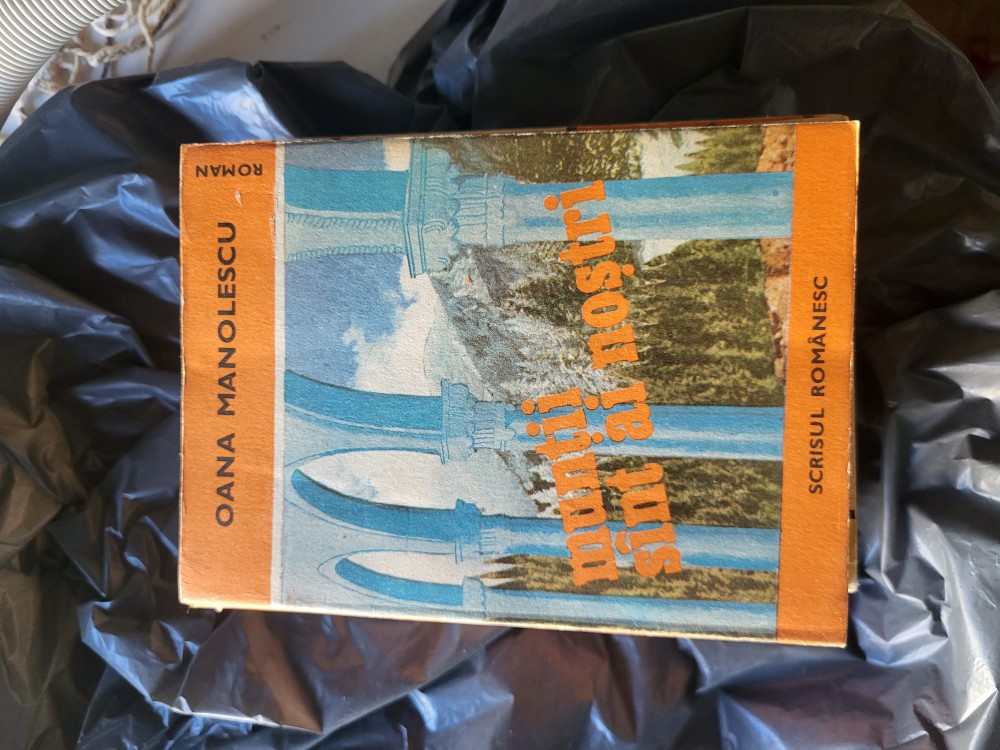 OANA MANOLESCU
ROMAN
munții
sînt ai noștri
SCRISUL ROMÂNESC